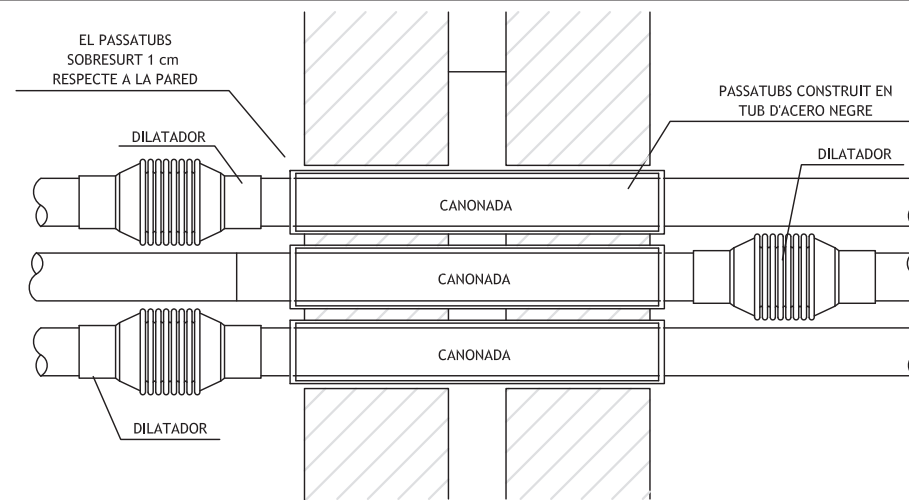 EL PASSATUBS
SOBRESURT 1 cm
RESPECTE A LA PARED
PASSATUBS CONSTRUIT EN
TUB D'ACERO NEGRE
DILATADOR
DILATADOR
CANONADA
CANONADA
CANONADA
DILATADOR